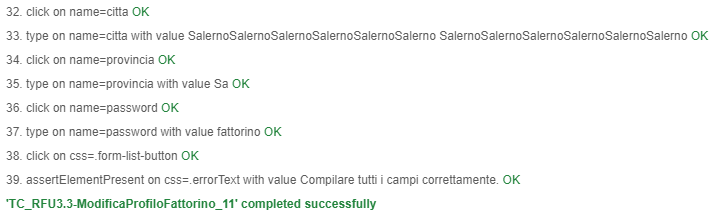 32. click on name=citta OK
33. type on name=citta with value SalernoSalernoSalernoSalernoSalernoSalerno SalernoSalernoSalernoSalernoSalernoSalerno OK
34. click on name=provincia OK
35. type on name=provincia with value Sa OK
36. click on name=password OK
37. type on name=password with value fattorino OK
38. click on css=.form-list-button OK
39. assertElementPresent on css=.errorText with value Compilare tutti i campi correttamente. OK
'TC_RFU3.3-ModificaProfiloFattorino_11' completed successfully